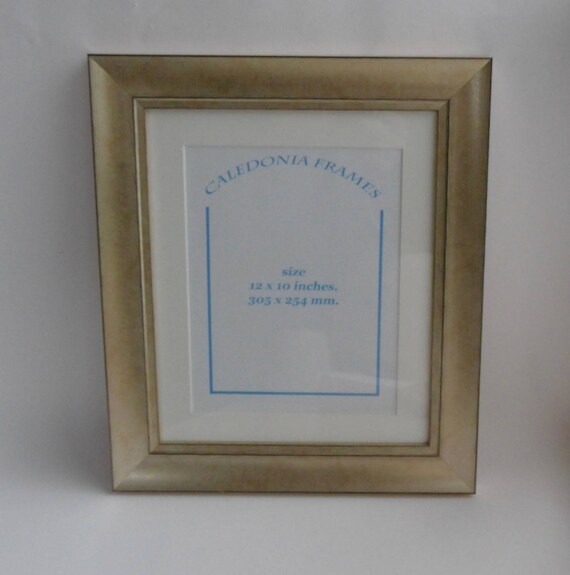 CALEDONIA FRAMES
size
12 x 10 inches.
305 x 254 mm.